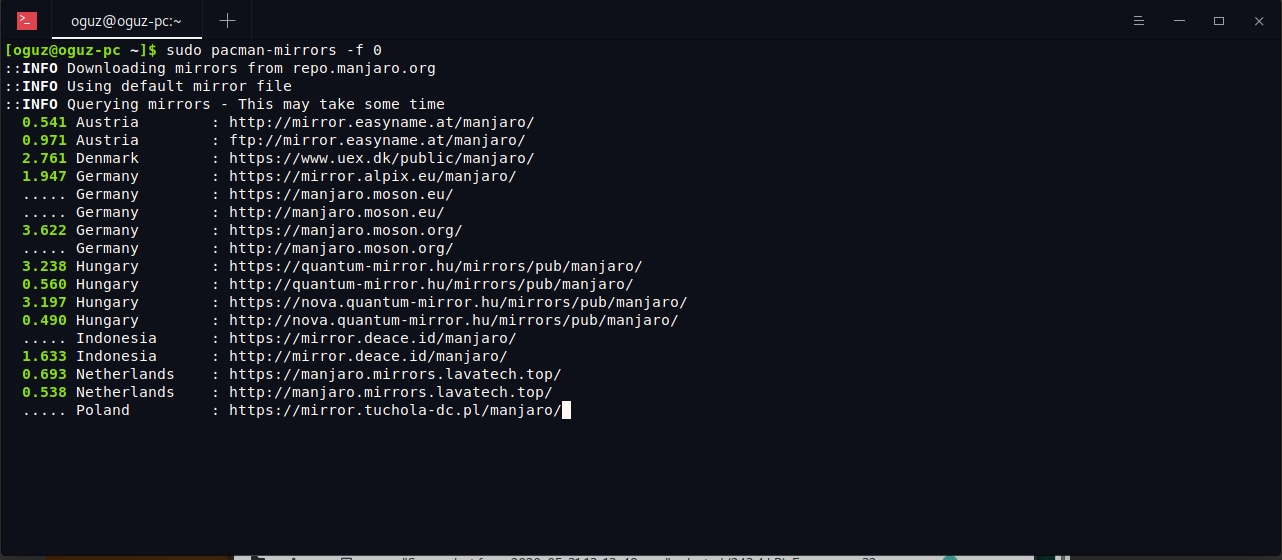 oguz@oguz-pc:~
[oguz@oguz-pc ~]$ sudo pacman-mirrors -f 0
::INFO Downloading mirrors from repo.manjaro.org
::INFO Using default mirror file
::INFO Querying mirrors - This may take some time
0.541 Austria : http://mirror.easyname.at/manjaro/
0.971 Austria : ftp://mirror.easyname.at/manjaro/
2.761 Denmark : https://www.uex.dk/public/manjaro/
1.947 Germany : https://mirror.alpix.eu/manjaro/
..... Germany : https://manjaro.moson.eu/
..... Germany : http://manjaro.moson.eu/
3.622 Germany : https://manjaro.moson.org/
..... Germany : http://manjaro.moson.org/
3.238 Hungary : https://quantum-mirror.hu/mirrors/pub/manjaro/
0.560 Hungary : http://quantum-mirror.hu/mirrors/pub/manjaro/
3.197 Hungary : https://nova.quantum-mirror.hu/mirrors/pub/manjaro/
0.490 Hungary : http://nova.quantum-mirror.hu/mirrors/pub/manjaro/
..... Indonesia : https://mirror.deace.id/manjaro/
1.633 Indonesia : http://mirror.deace.id/manjaro/
0.693 Netherlands : https://manjaro.mirrors.lavatech.top/
0.538 Netherlands : http://manjaro.mirrors.lavatech.top/
..... Poland : https://mirror.tuchola-dc.pl/manjaro/